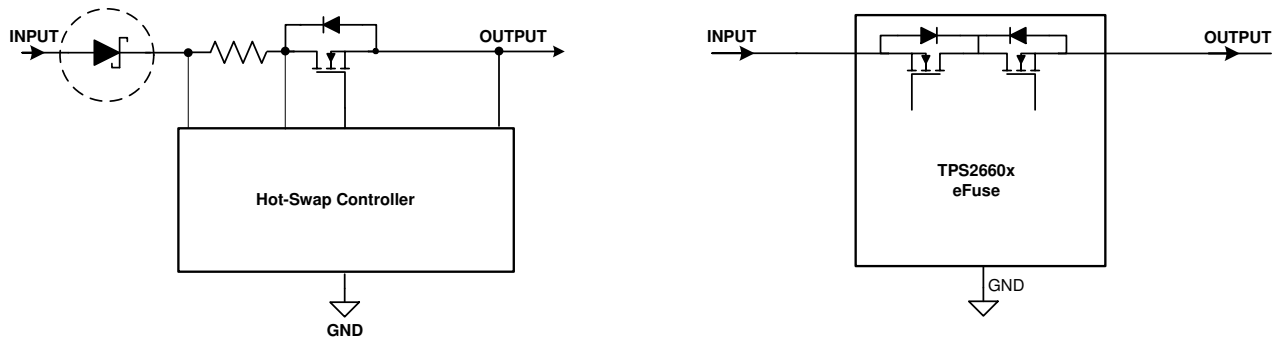 INPUT
OUTPUT
Hot-Swap Controller
GND
INPUT
OUTPUT
TPS2660x
eFuse
GND